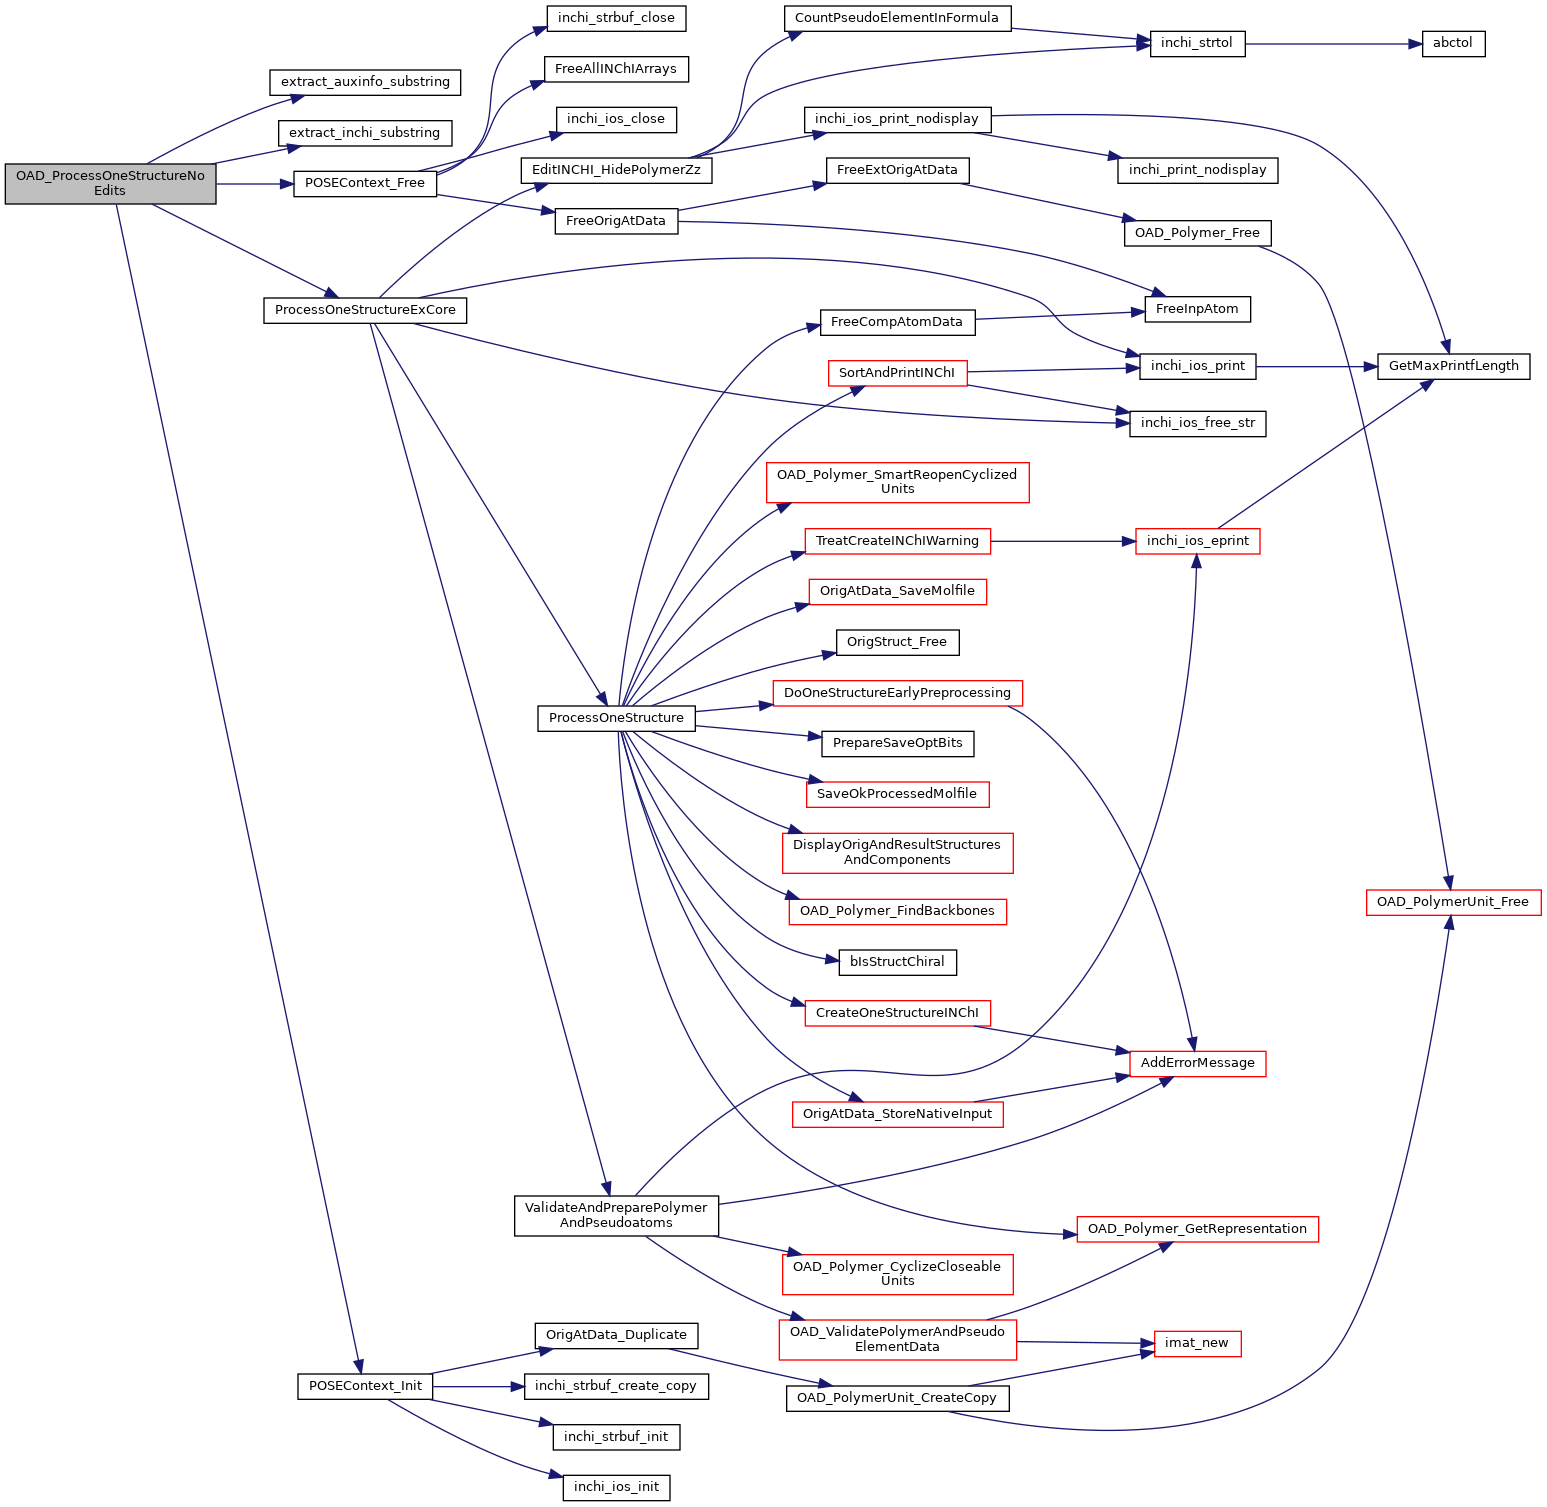 OAD_ProcessOneStructureNo
Edits
extract_auxinfo_substring
extract_inchi_substring
POSEContext_Free
ProcessOneStructureExCore
POSEContext_Init
inchi_strbuf_close
FreeAllINChIArrays
inchi_ios_close
EditINCHI_HidePolymerZz
FreeOrigAtData
ProcessOneStructure
ValidateAndPreparePolymer
AndPseudoatoms
OrigAtData_Duplicate
inchi_strbuf_create_copy
inchi_strbuf_init
inchi_ios_init
CountPseudoElementInFormula
inchi_ios_print_nodisplay
FreeExtOrigAtData
FreeCompAtomData
SortAndPrintINChI
OAD_Polymer_SmartReopenCyclized
Units
TreatCreateINChIWarning
OrigAtData_SaveMolfile
OrigStruct_Free
DoOneStructureEarlyPreprocessing
PrepareSaveOptBits
SaveOkProcessedMolfile
DisplayOrigAndResultStructures
AndComponents
OAD_Polymer_FindBackbones
bIsStructChiral
CreateOneStructureINChI
OrigAtData_StoreNativeInput
OAD_Polymer_CyclizeCloseable
Units
OAD_ValidatePolymerAndPseudo
ElementData
OAD_PolymerUnit_CreateCopy
inchi_strtol
inchi_print_nodisplay
OAD_Polymer_Free
FreeInpAtom
inchi_ios_print
inchi_ios_free_str
inchi_ios_eprint
AddErrorMessage
OAD_Polymer_GetRepresentation
imat_new
abctol
GetMaxPrintfLength
OAD_PolymerUnit_Free